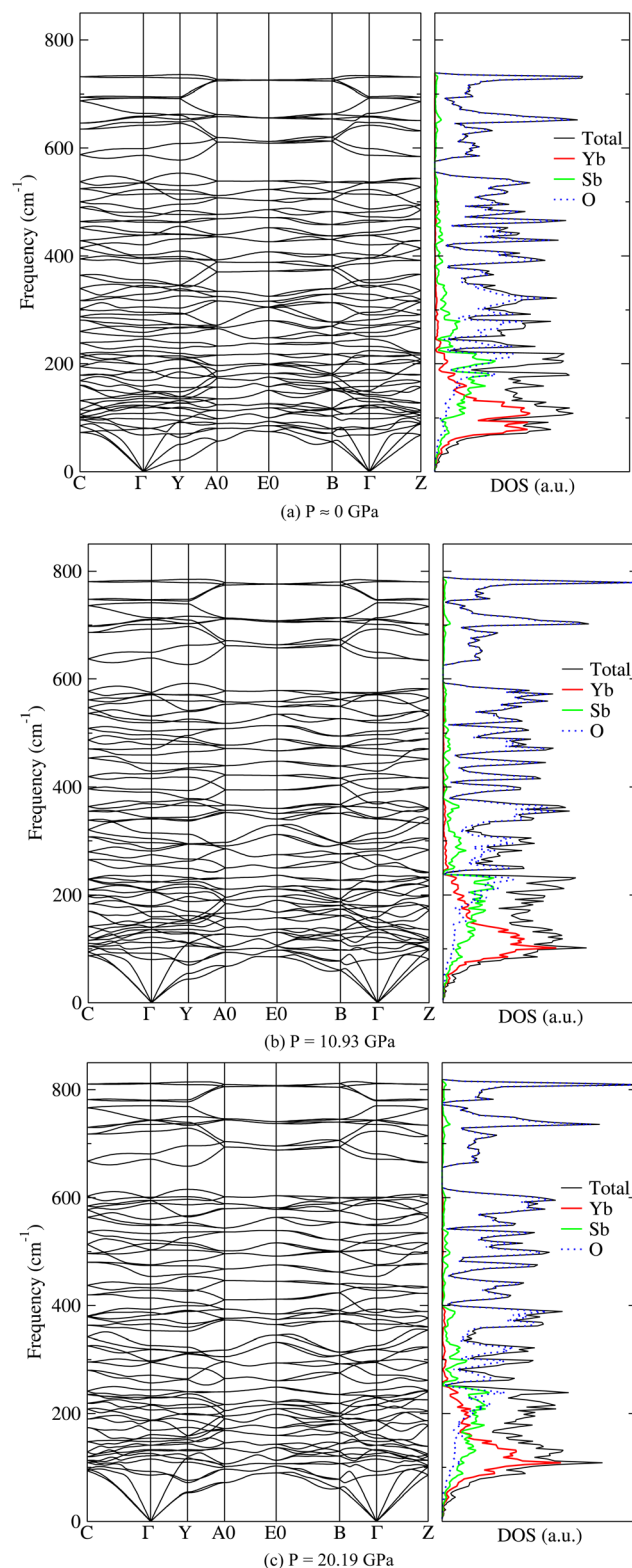 800
600
400
200
0
Frequency (cm-1)
C Γ Y A0 E0 B Γ Z
Total
Yb
Sb
O
DOS (a.u.)
(a) P ≈ 0 GPa
800
600
400
200
0
Frequency (cm-1)
C Γ Y A0 E0 B Γ Z
Total
Yb
Sb
O
DOS (a.u.)
(b) P = 10.93 GPa
800
600
400
200
0
Frequency (cm-1)
C Γ Y A0 E0 B Γ Z
Total
Yb
Sb
O
DOS (a.u.)
(c) P = 20.19 GPa